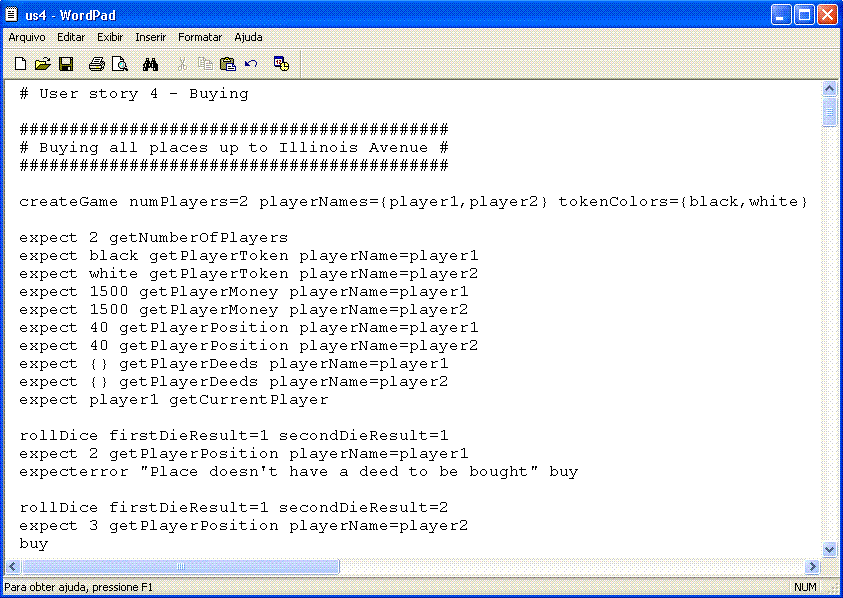 us4 - WordPad
Arquivo Editar Exibir Inserir Formatar Ajuda
# User story 4 - Buying
###########################################
# Buying all places up to Illinois Avenue #
###########################################
createGame numPlayers=2 playerNames={player1,player2} tokenColors={black,white}
expect 2 getNumberOfPlayers
expect black getPlayerToken playerName=player1
expect white getPlayerToken playerName=player2
expect 1500 getPlayerMoney playerName=player1
expect 1500 getPlayerMoney playerName=player2
expect 40 getPlayerPosition playerName=player1
expect 40 getPlayerPosition playerName=player2
expect {} getPlayerDeeds playerName=player1
expect {} getPlayerDeeds playerName=player2
expect player1 getCurrentPlayer
rollDice firstDieResult=1 secondDieResult=1
expect 2 getPlayerPosition playerName=player1
expecterror "Place doesn't have a deed to be bought" buy
rollDice firstDieResult=1 secondDieResult=2
expect 3 getPlayerPosition playerName=player2
buy
Para obter ajuda, pressione F1
NUM